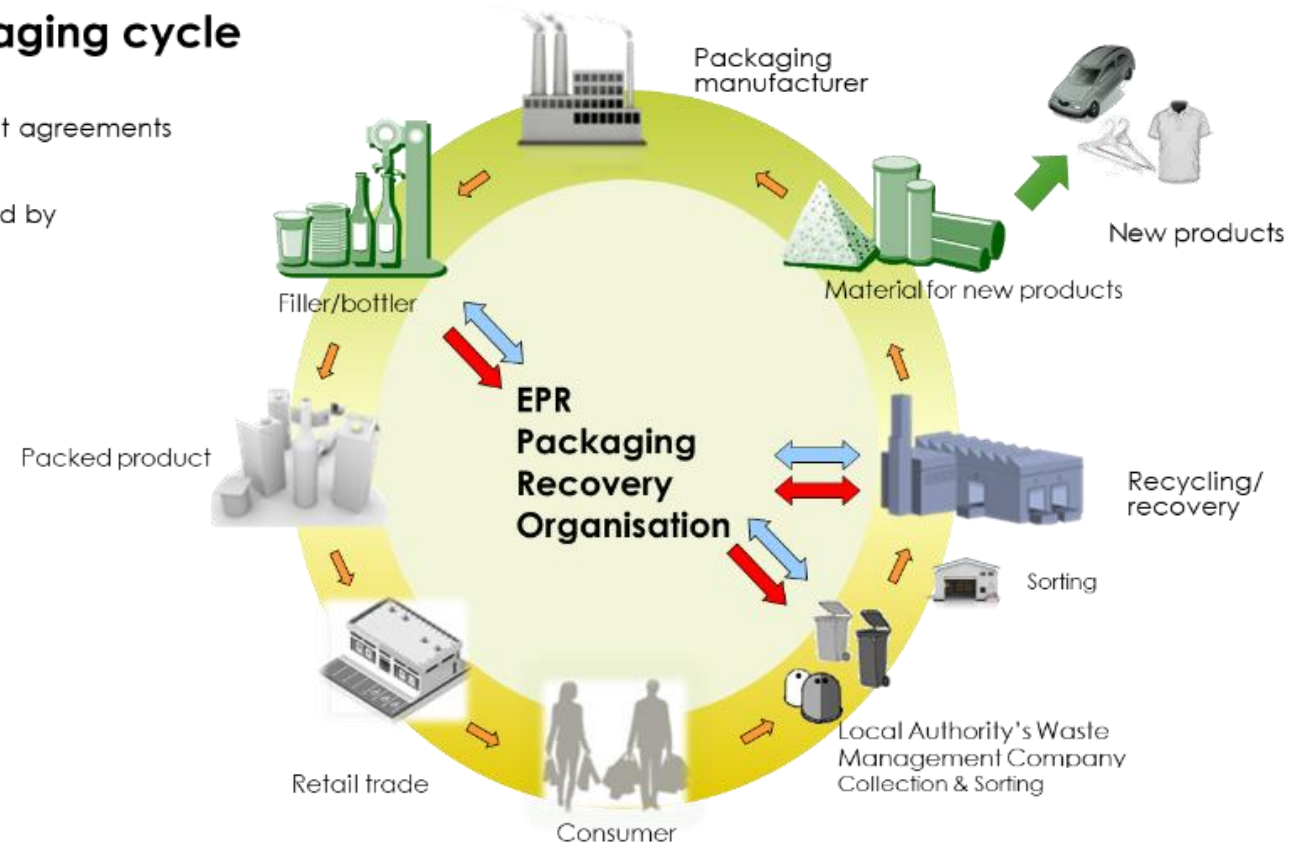 aging cycle
t agreements
d by
Packaging
manufacturer
New products
Filler/bottler
Material for new products
EPR
Packaging
Recovery
Organisation
Packed product
Recycling/
recovery
Sorting
Local Authority's Waste
Management Company
Collection & Sorting
Retail trade
Consumer